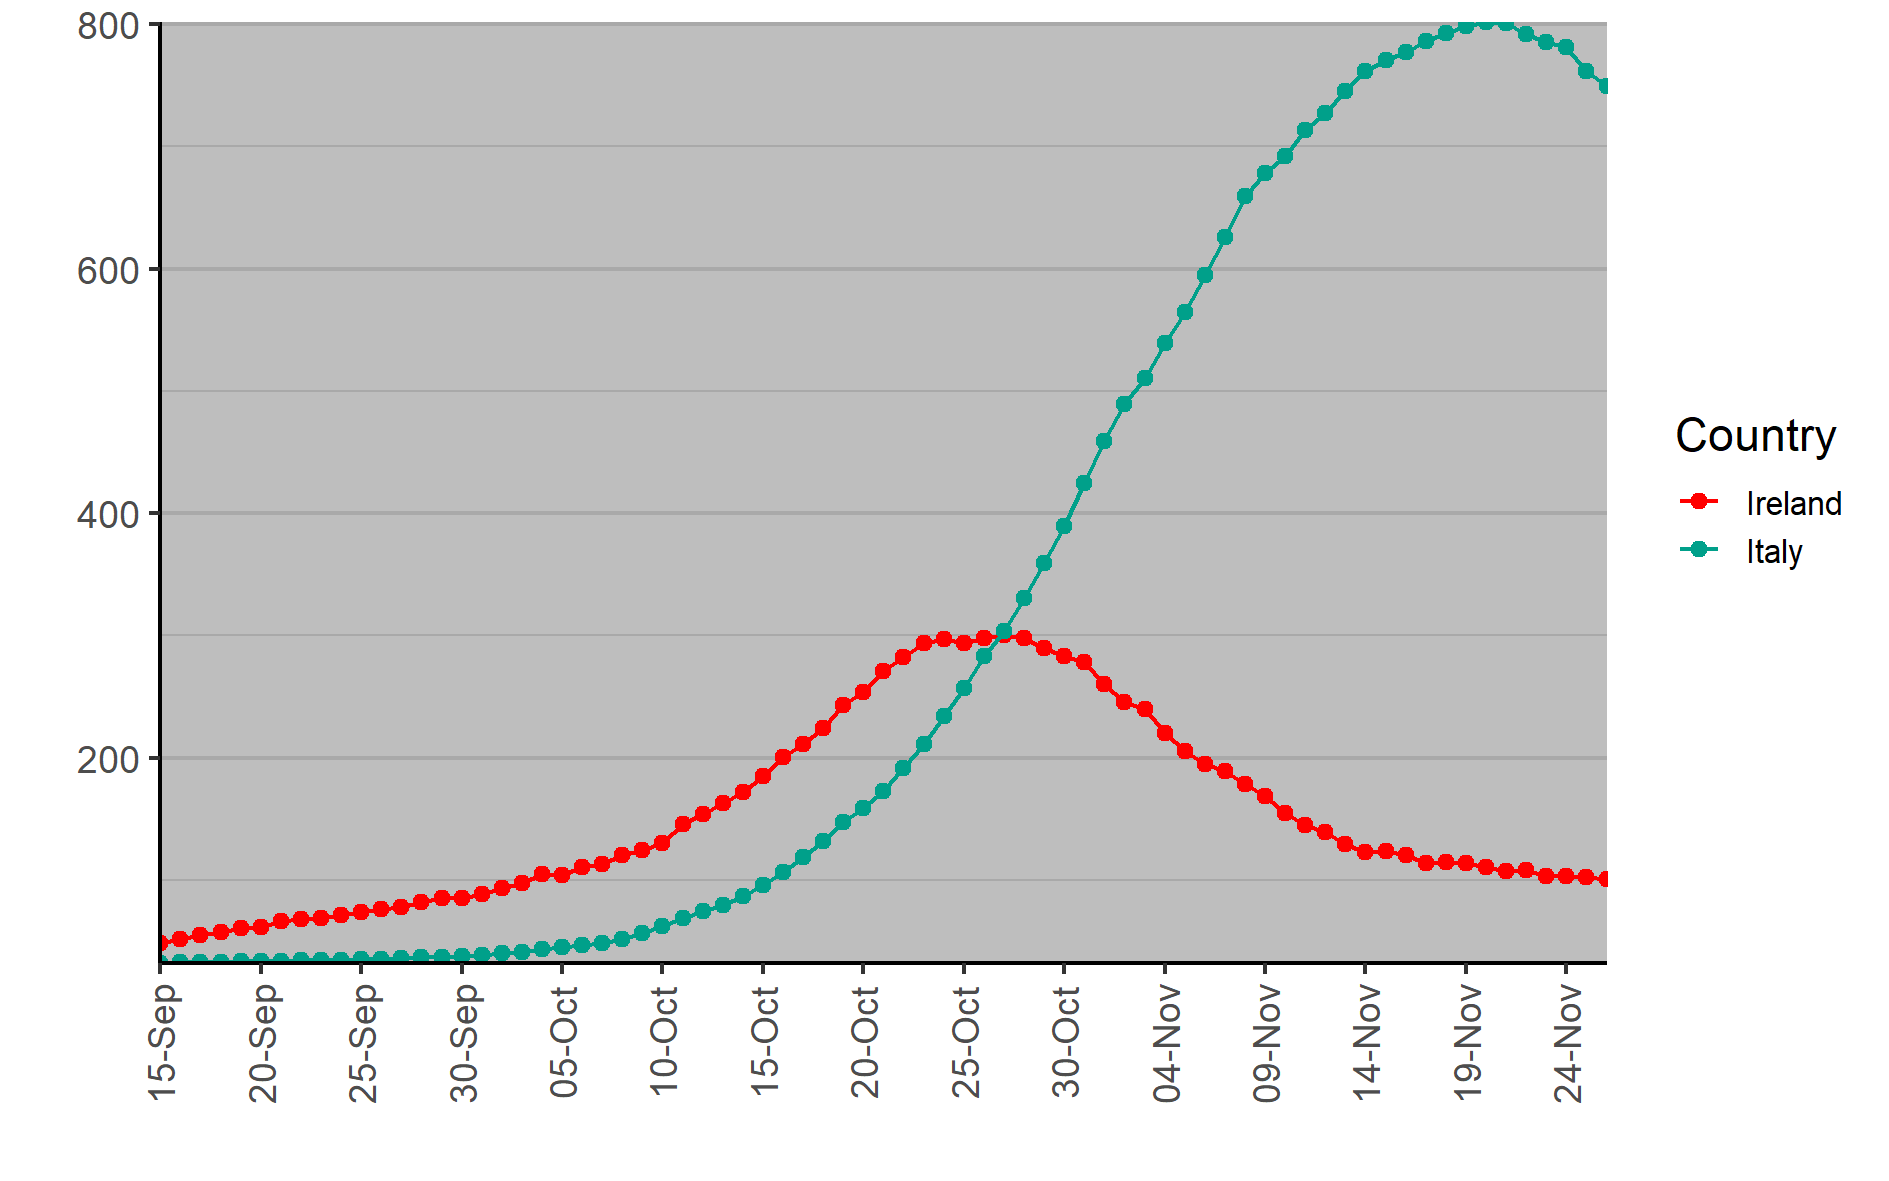 800
600
400
200
15-Sep
20-Sep
25-Sep
30-Sep
05-Oct
10-Oct
15-Oct
20-Oct
25-Oct
30-Oct
04-Nov
09-Nov
14-Nov
19-Nov
24-Nov
Country
Ireland
Italy